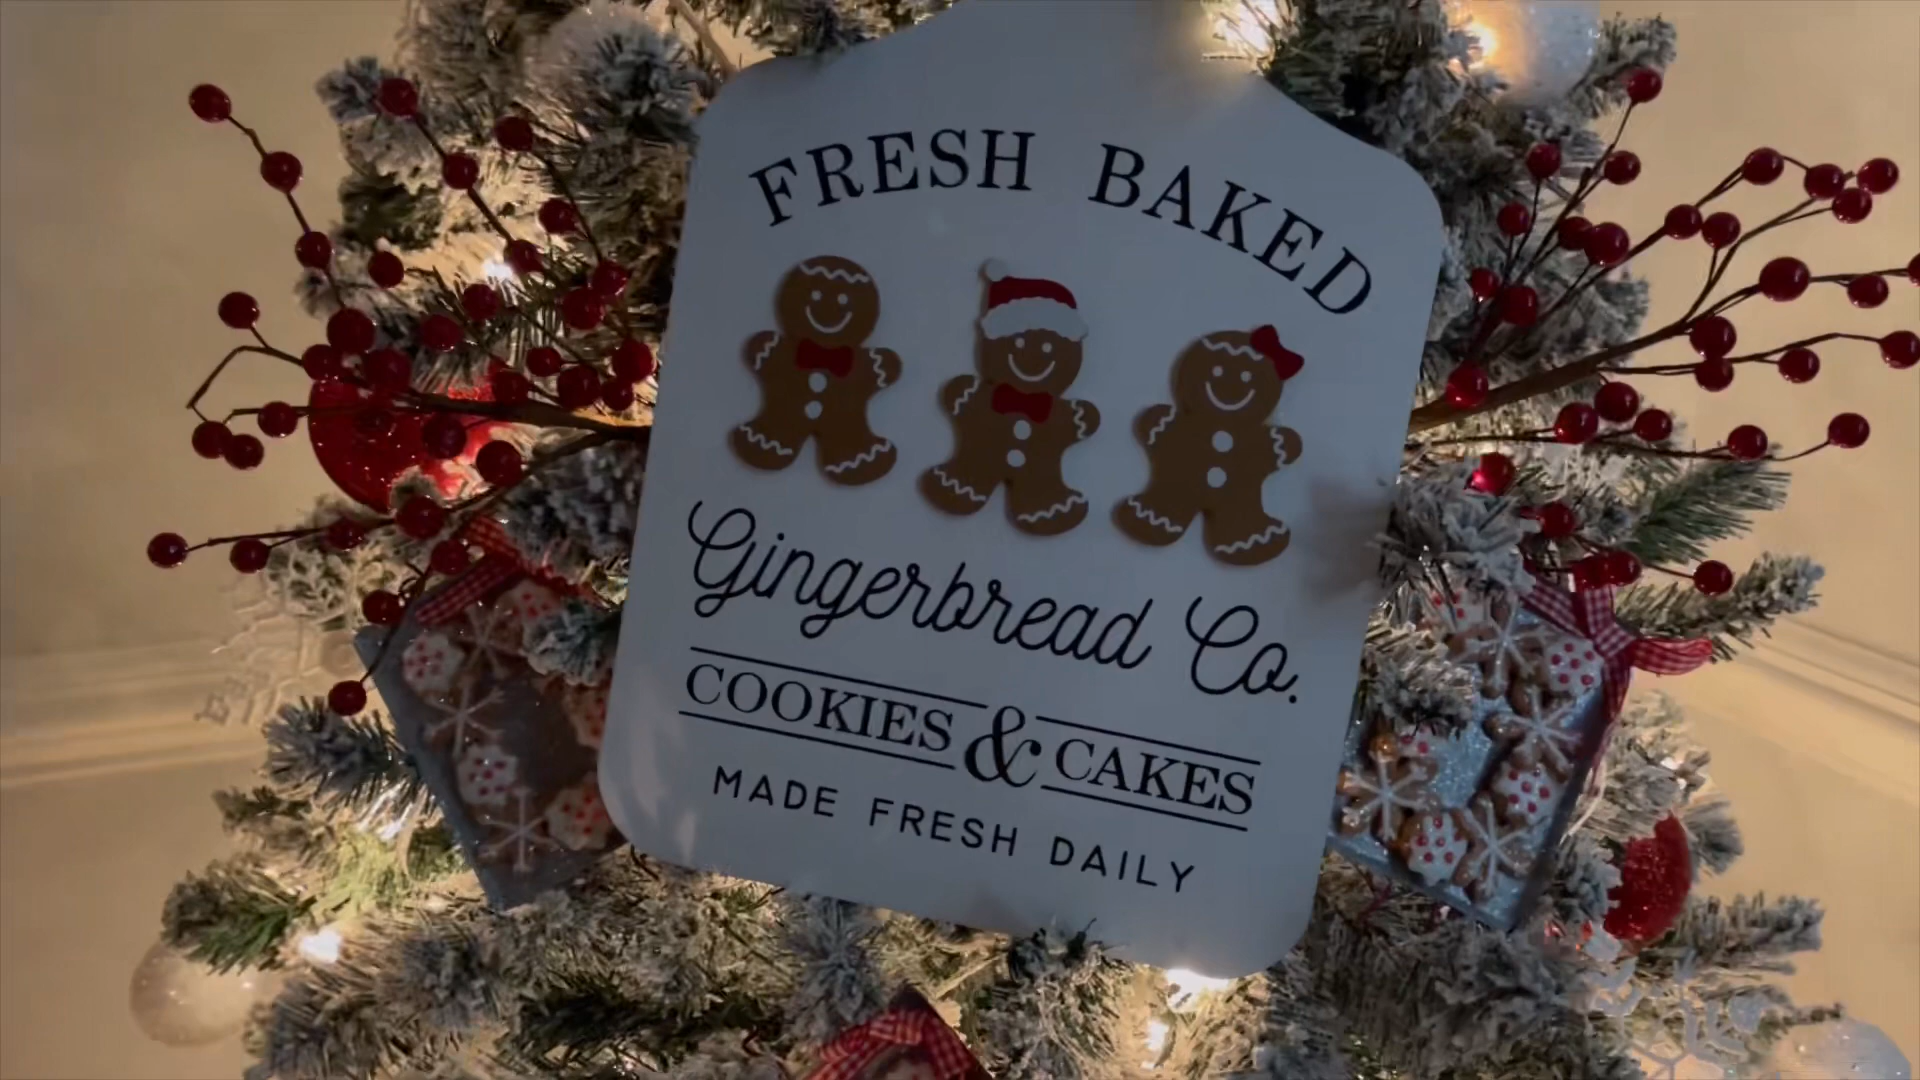 FRESH BAKED
Gingerbread Co.
COOKIES & CAKES
MADE FRESH DAILY